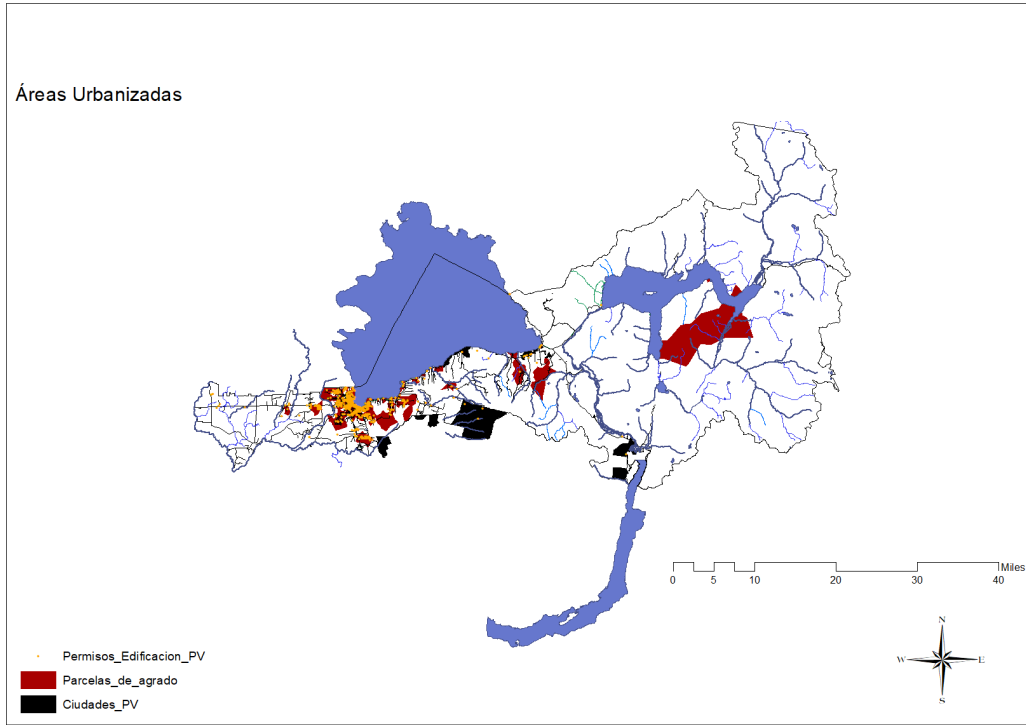 Áreas Urbanizadas
Miles
0 5 10 20 30 40
N
W E
S
Permisos_Edificacion_PV
Parcelas_de_agrado
Ciudades_PV